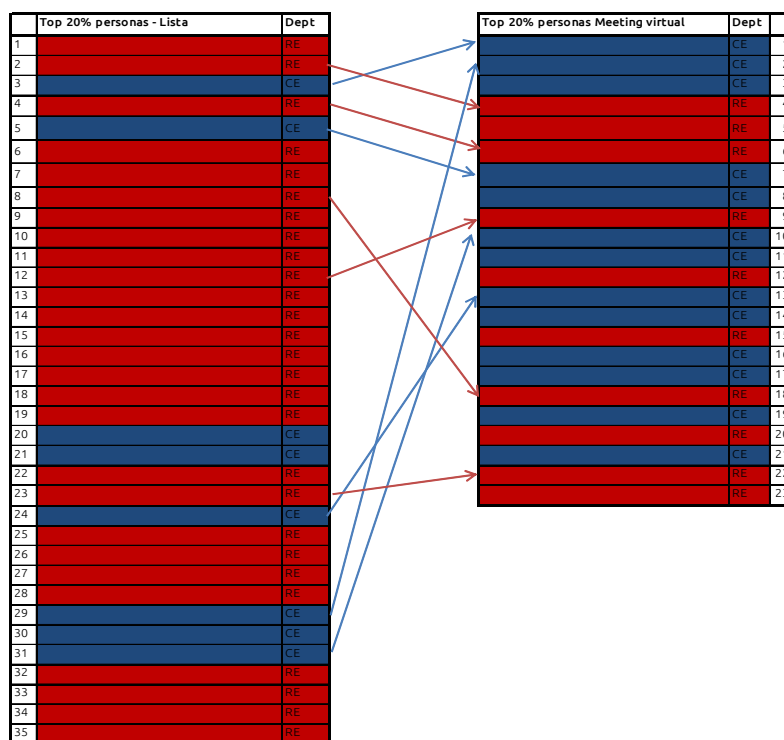 Top 20% personas - Lista Dept
1 RE
2 RE
3 CE
4 RE
5 CE
6 RE
7 RE
8 RE
9 RE
10 RE
11 RE
12 RE
13 RE
14 RE
15 RE
16 RE
17 RE
18 RE
19 RE
20 CE
21 CE
22 RE
23 RE
24 CE
25 RE
26 RE
27 RE
28 RE
29 CE
30 CE
31 CE
32 RE
33 RE
34 RE
35 RE
Top 20% personas Meeting virtual Dept
CE
CE
CE
RE
RE
RE
CE
CE
RE
CE 10
CE 11
RE
CE
CE
RE
CE
CE
RE
CE
RE
CE
RE
RE